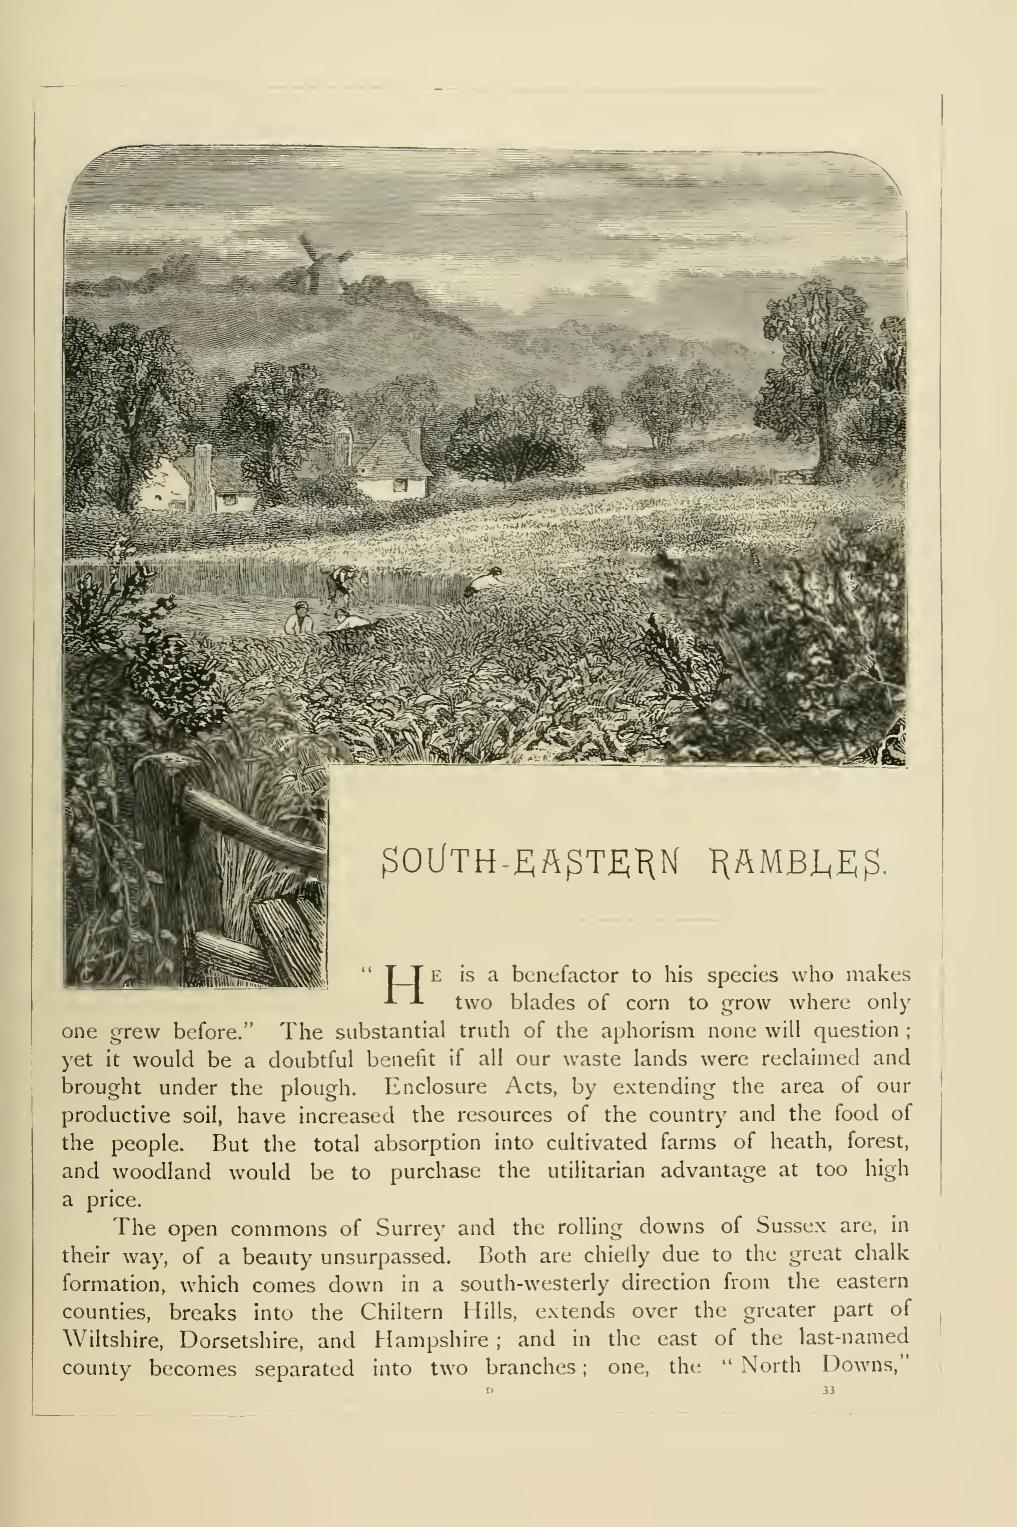 SOUTH-EASTERN RAMBLES.
“HE is a benefactor to his species who makes
two blades of corn to grow where only
one grew before.” The substantial truth of the aphorism none will question ;
yet it would be a doubtful benefit if all our waste lands were reclaimed and
brought under the plough. Enclosure Acts, by extending the area of our
productive soil, have increased the resources of the country and the food of
the people. But the total absorption into cultivated farms of heath, forest,
and woodland would be to purchase the utilitarian advantage at too high
a price.
The open commons of Surrey and the rolling downs of Sussex are, in
their way, of a beauty unsurpassed. Both are chiefly due to the great chalk
formation, which comes down in a south-westerly direction from the eastern
counties, breaks into the Chiltern Hills, extends over the greater part of
Wiltshire, Dorsetshire, and Hampshire ; and in the east of the last-named
county becomes separated into two branches ; one, the “North Downs,”
D 33